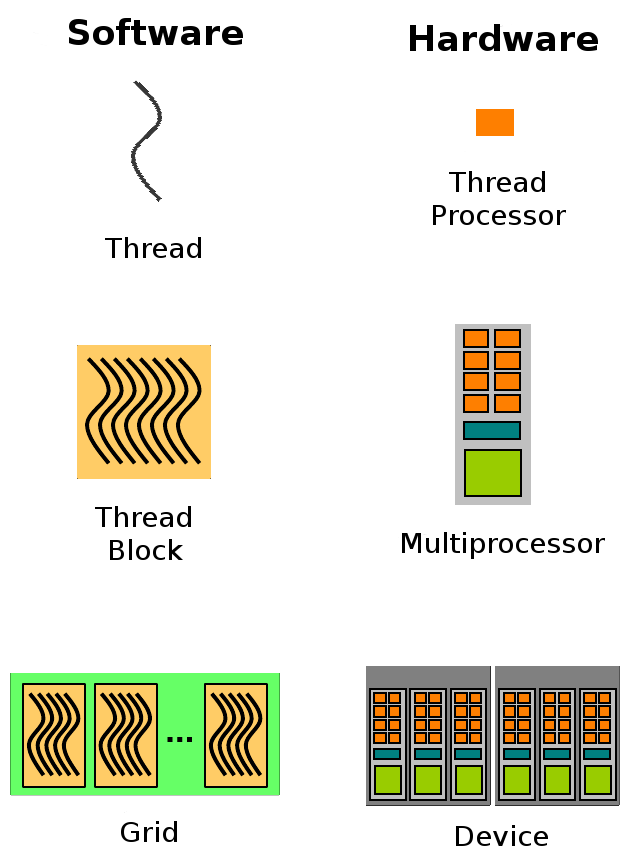 Software
Hardware
Thread
Thread
Processor
Thread
Block
Multiprocessor
...
Grid
Device